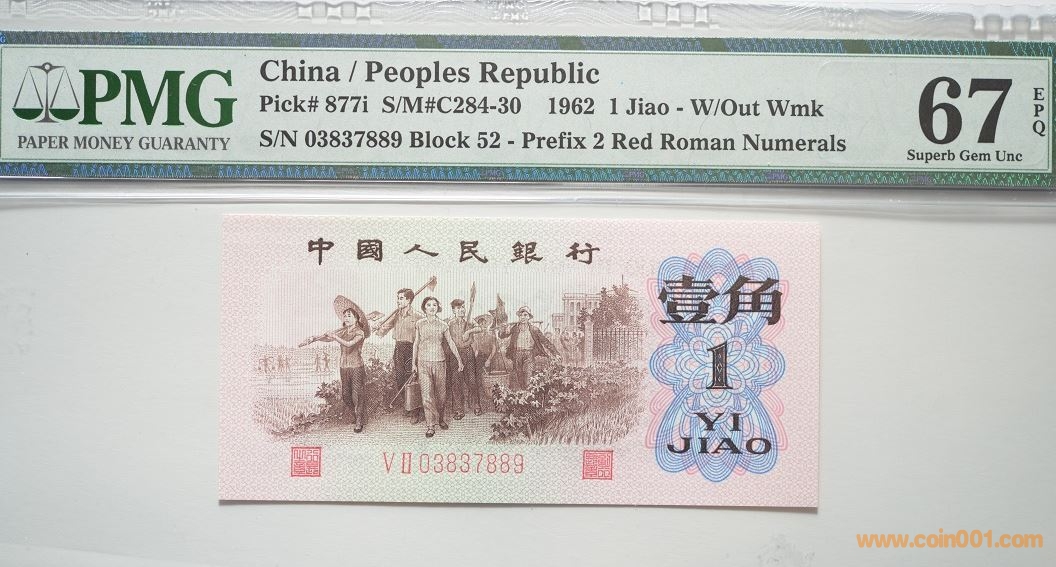 PMG
PMG
PAPER MONEY GUARANTY
China / Peoples Republic
Pick# 877i S/M#C284-30 1962 1 Jiao - W/Out Wmk
S/N 03837889 Block 52 - Prefix 2 Red Roman Numerals
67
EPQ
Superb Gem Unc
中國人民銀行
壹角
1
YI
JIAO
V II 03837889
www.coin001.com